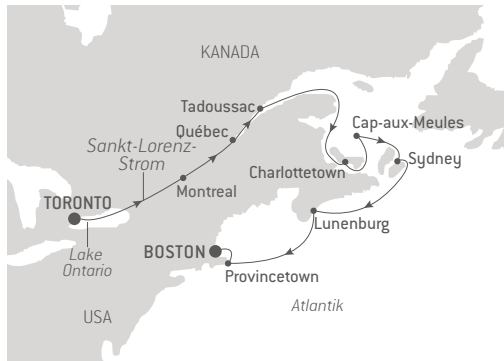 KANADA
Tadoussac
Cap-aux-Meules
Québec
Sankt-Lorenz-
Strom
Sydney
Charlottetown
Montreal
TORONTO
Lunenburg
Lake
Ontario
BOSTON
Provincetown
Atlantik
USA